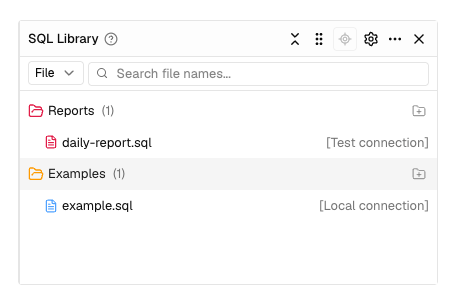 SQL Library
File Search file names...
Reports (1)
daily-report.sql [Test connection]
Examples (1)
example.sql [Local connection]